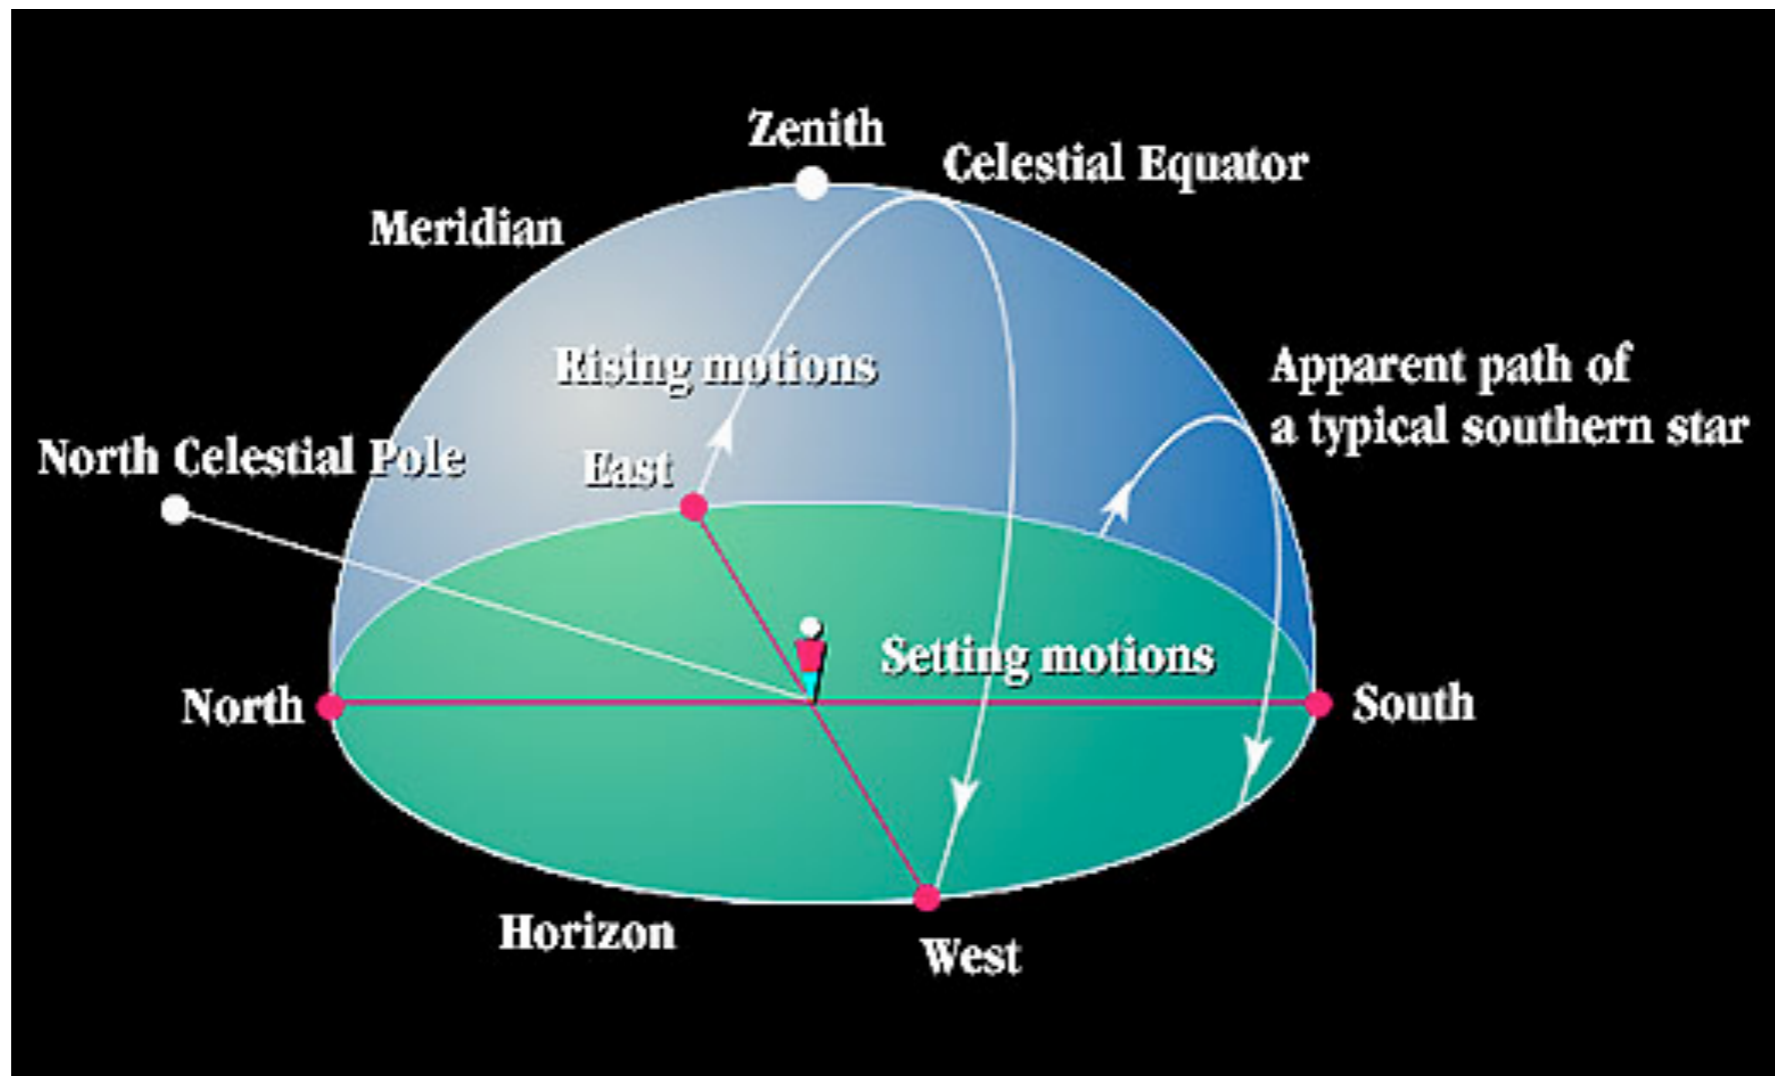 Zenith
Celestial Equator
Meridian
Rising motions
Apparent path of
a typical southern star
North Celestial Pole
East
Setting motions
North
South
Horizon
West